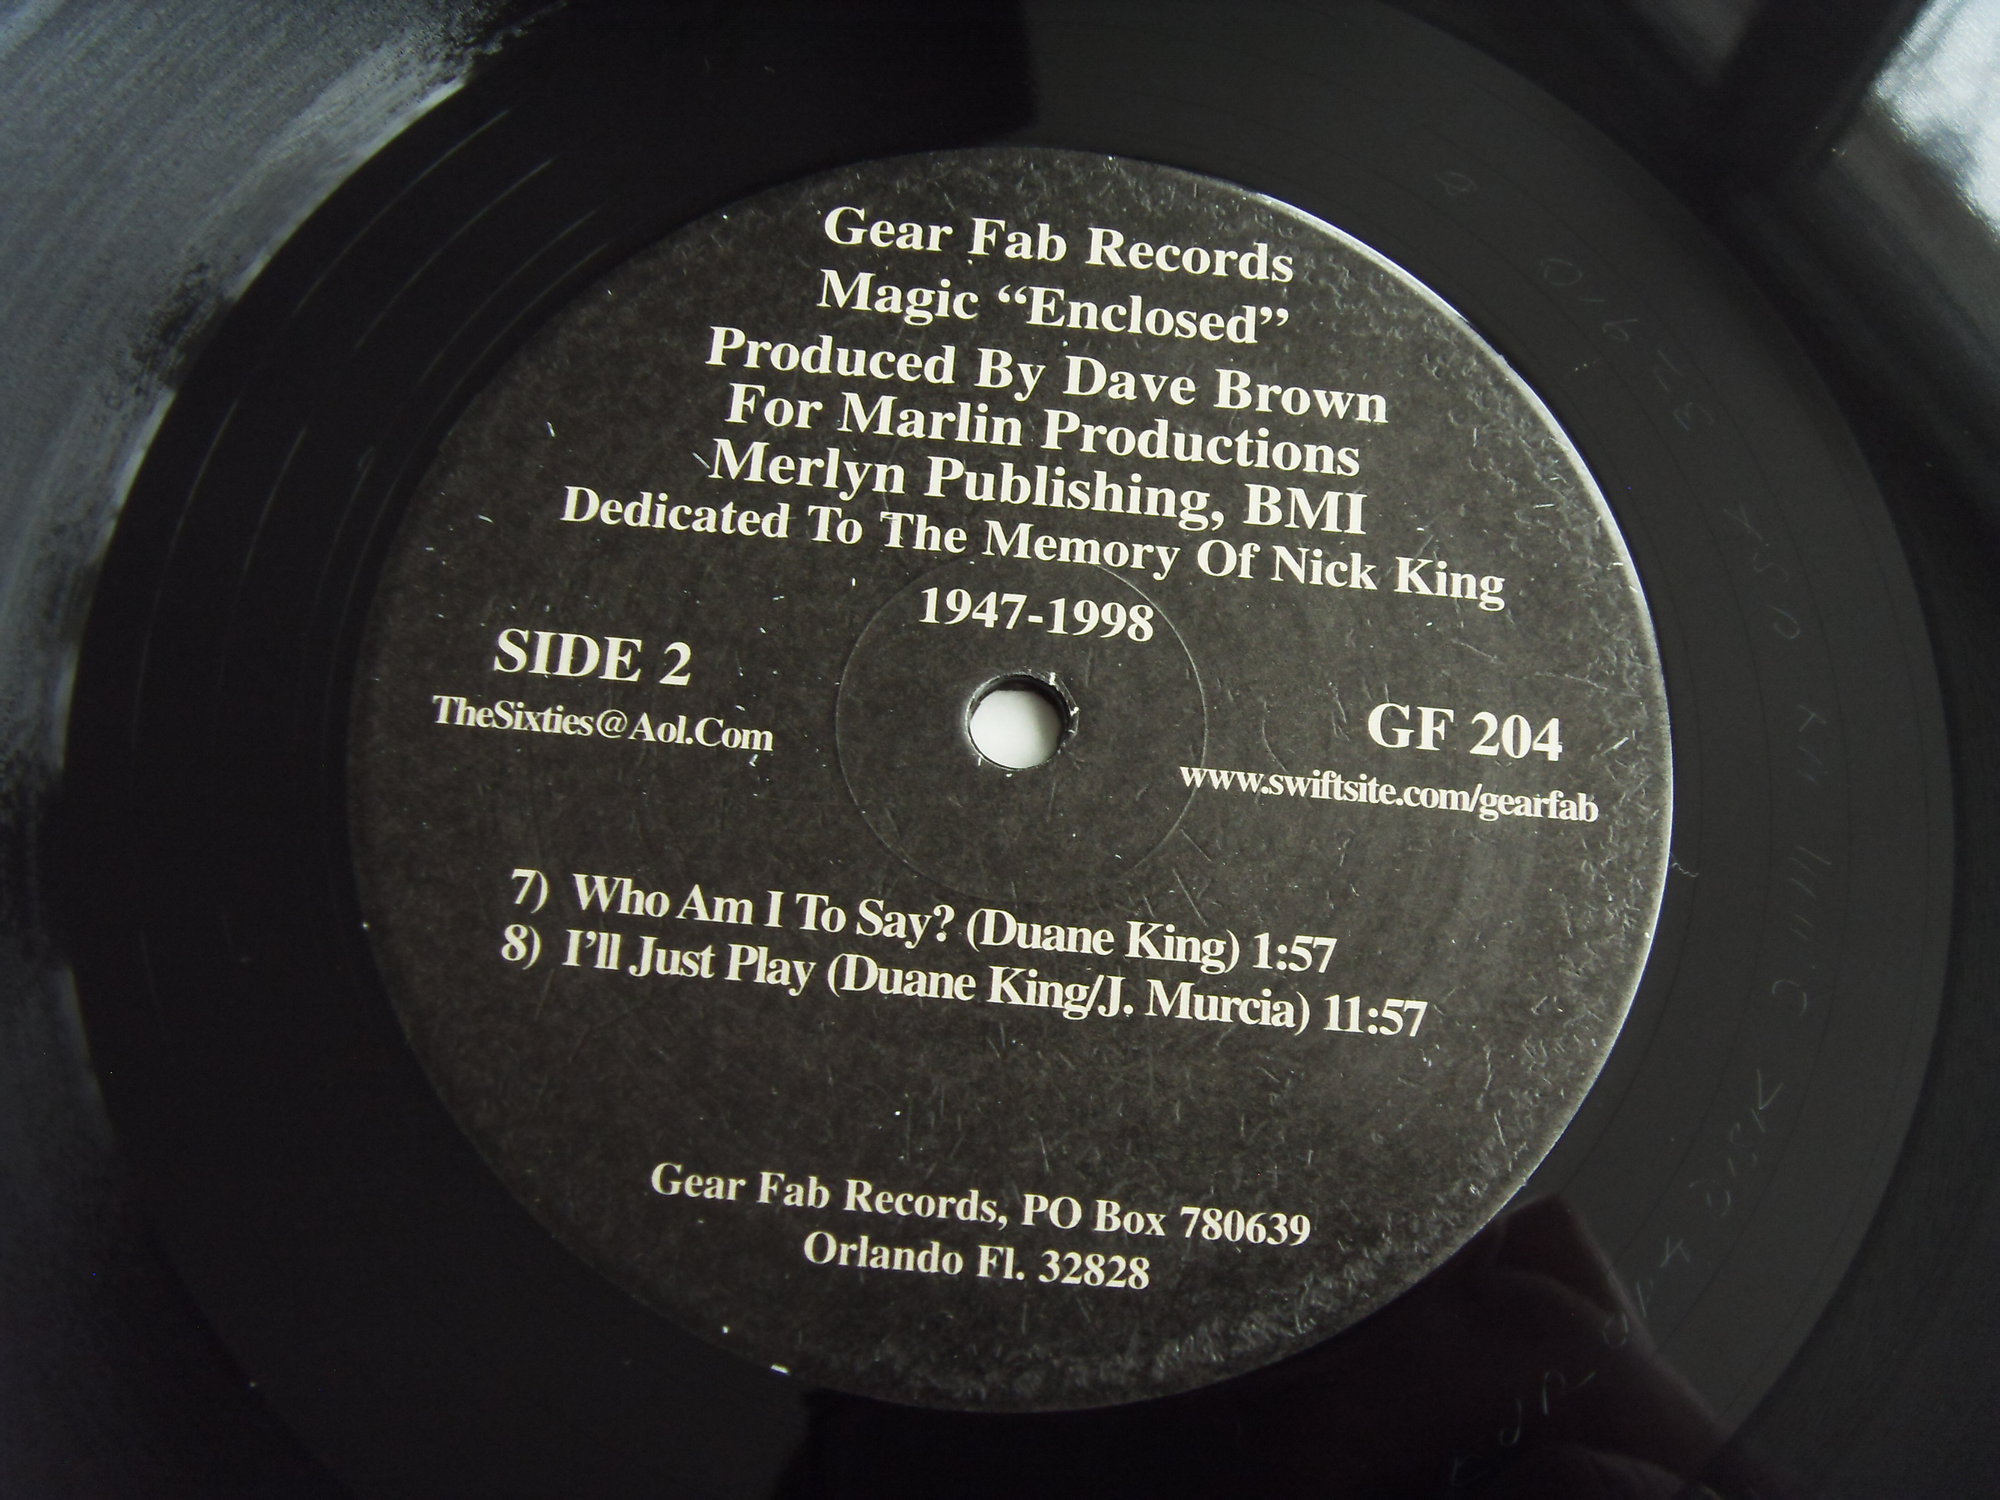 Gear Fab Records
Magic “Enclosed”
Produced By Dave Brown
For Marlin Productions
Merlyn Publishing, BMI
Dedicated To The Memory Of Nick King
1947-1998
SIDE 2
TheSixties@Aol.Com
GF 204
www.swiftsite.com/gearfab
7) Who Am I To Say? (Duane King) 1:57
8) I’ll Just Play (Duane King/J. Murcia) 11:57
Gear Fab Records, PO Box 780639
Orlando Fl. 32828